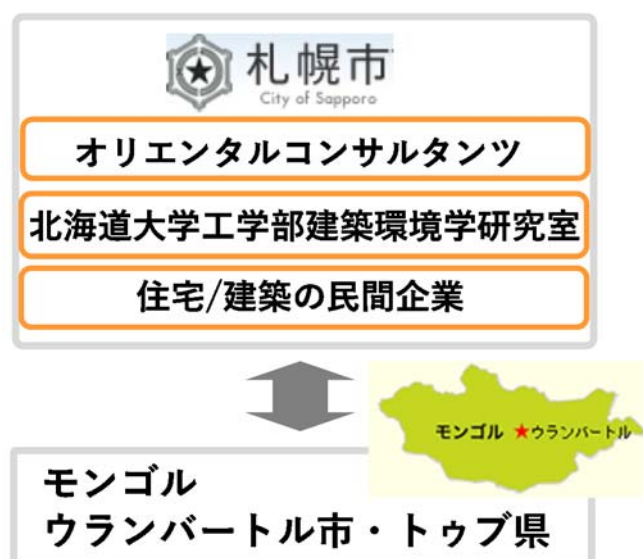 札幌市
City of Sapporo
オリエンタルコンサルタンツ
北海道大学工学部建築環境学研究室
住宅/建築の民間企業
モンゴル ★ウランバートル
モンゴル
ウランバートル市・トゥブ県